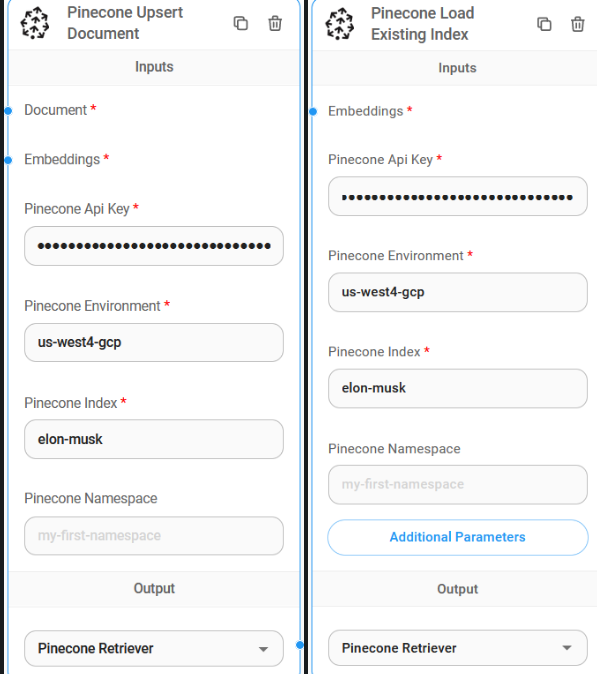 Pinecone Upsert
Document
Inputs
Document *
Embeddings *
Pinecone Api Key *
••••••••••••••••••••••••••••••
Pinecone Environment *
us-west4-gcp
Pinecone Index *
elon-musk
Pinecone Namespace
my-first-namespace
Output
Pinecone Retriever
Pinecone Load
Existing Index
Inputs
Embeddings *
Pinecone Api Key *
••••••••••••••••••••••••••••••
Pinecone Environment *
us-west4-gcp
Pinecone Index *
elon-musk
Pinecone Namespace
my-first-namespace
Additional Parameters
Output
Pinecone Retriever